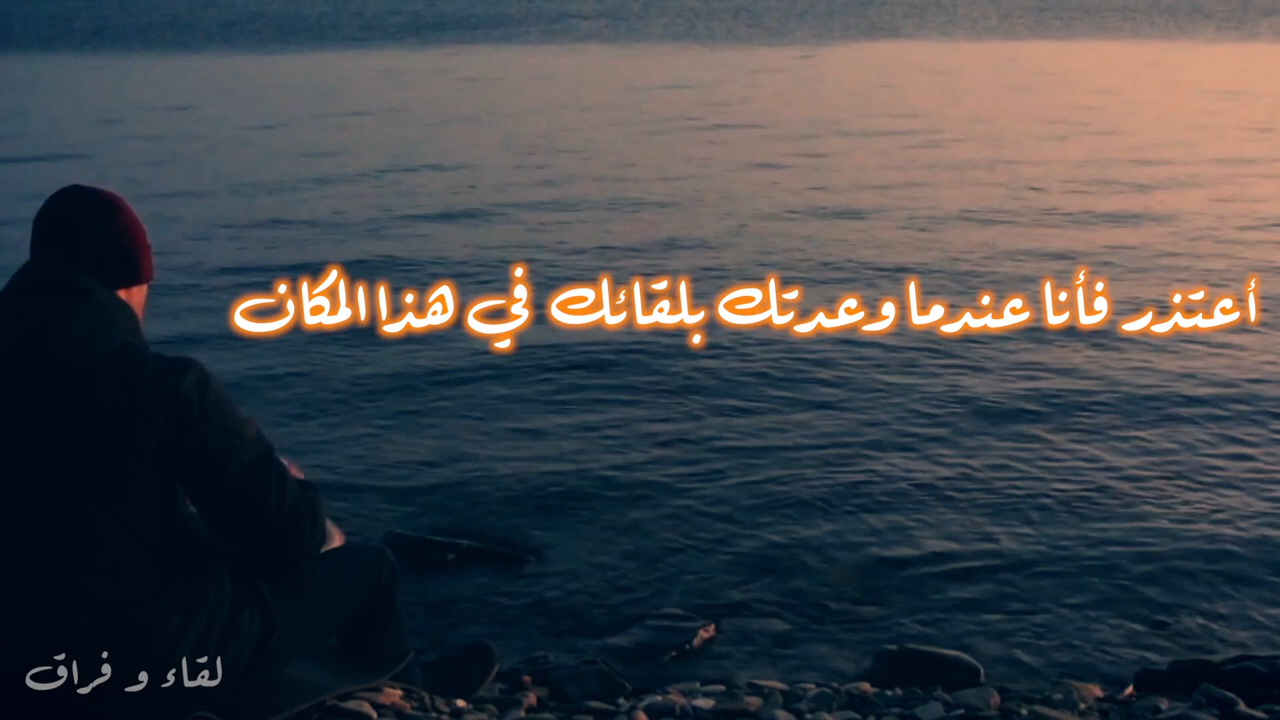 أعتذر فأنا عندما وعدتك بلقائك في هذا المكان
لقاء و فراق